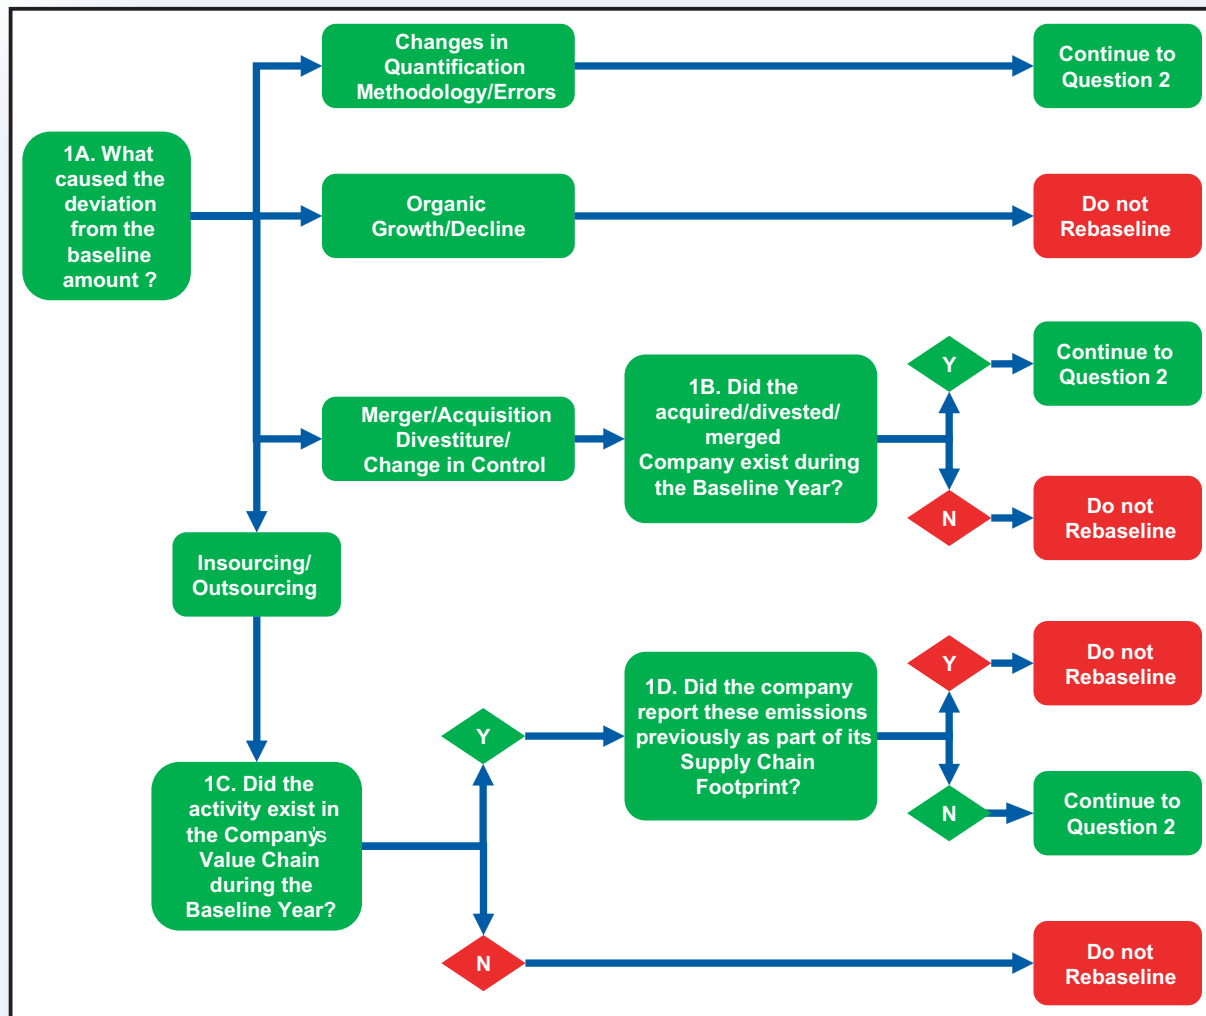 Changes in
Quantification
Methodology/Errors
Continue to
Question 2
1A. What
caused the
deviation
from the
baseline
amount ?
Organic
Growth/Decline
Do not
Rebaseline
Merger/Acquisition
Divestiture/
Change in Control
1B. Did the
acquired/divested/
merged
Company exist during
the Baseline Year?
Y
Continue to
Question 2
N
Do not
Rebaseline
Insourcing/
Outsourcing
1C. Did the
activity exist in
the Company's
Value Chain
during the
Baseline Year?
Y
1D. Did the company
report these emissions
previously as part of its
Supply Chain
Footprint?
Y
Do not
Rebaseline
N
Continue to
Question 2
N
Do not
Rebaseline